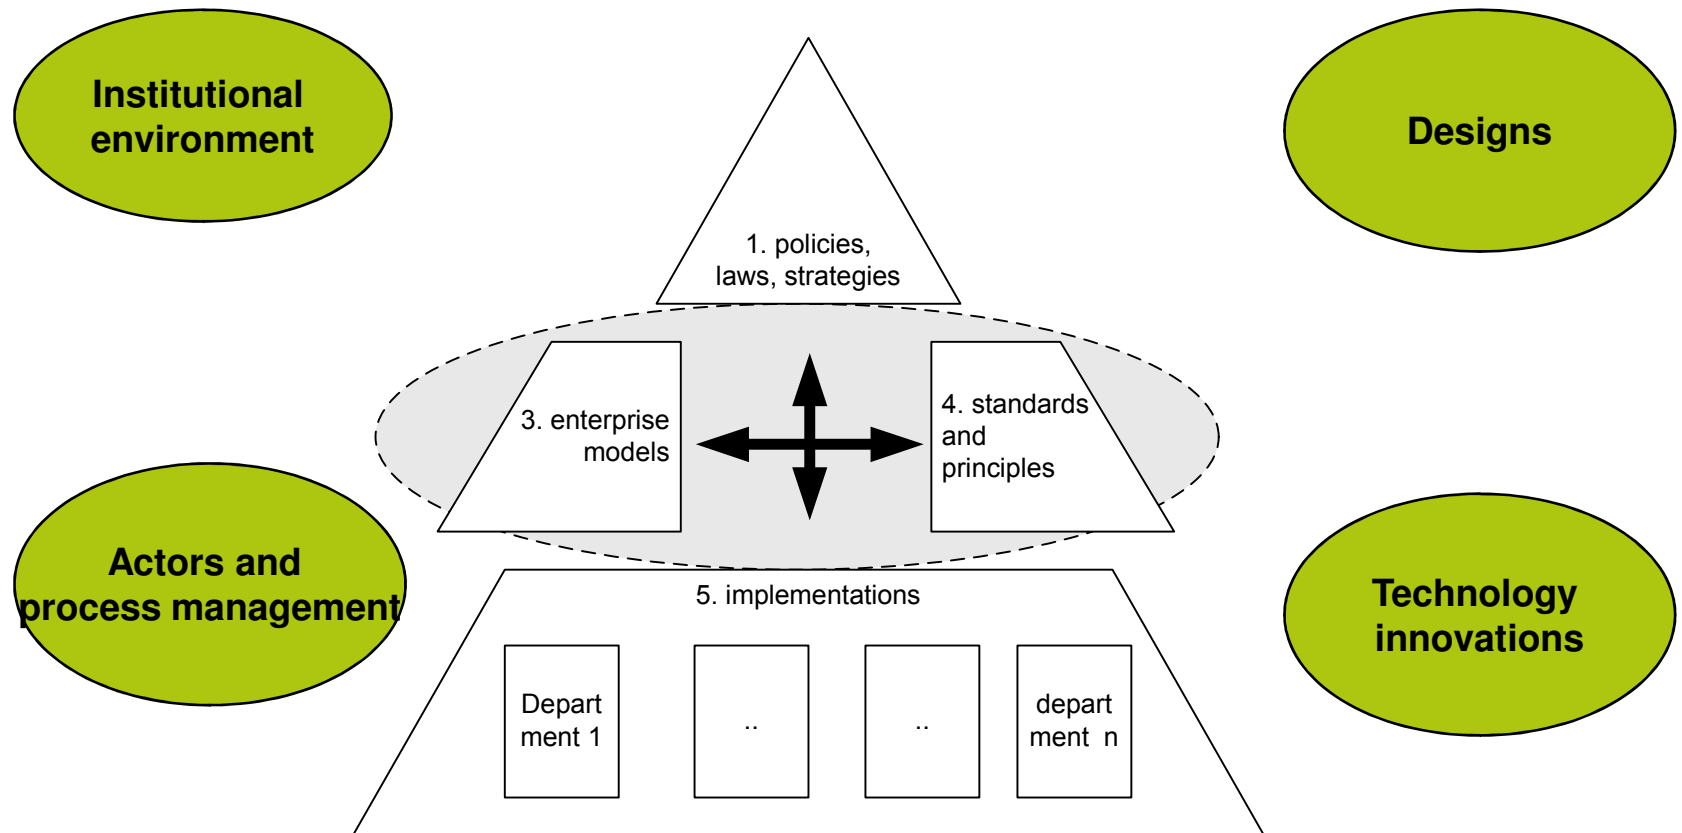 Institutional
environment
Designs
1. policies,
laws, strategies
3. enterprise
models
4. standards
and
principles
Actors and
process management
Technology
innovations
5. implementations
Depart
ment 1
..
..
depart
ment n